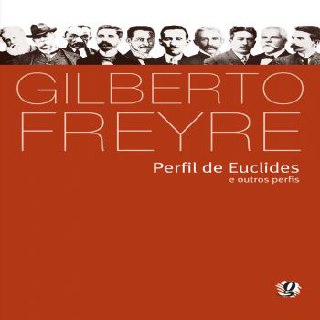 GILBERTO
FREYRE
Perfil de Euclides
e outros perfis
g